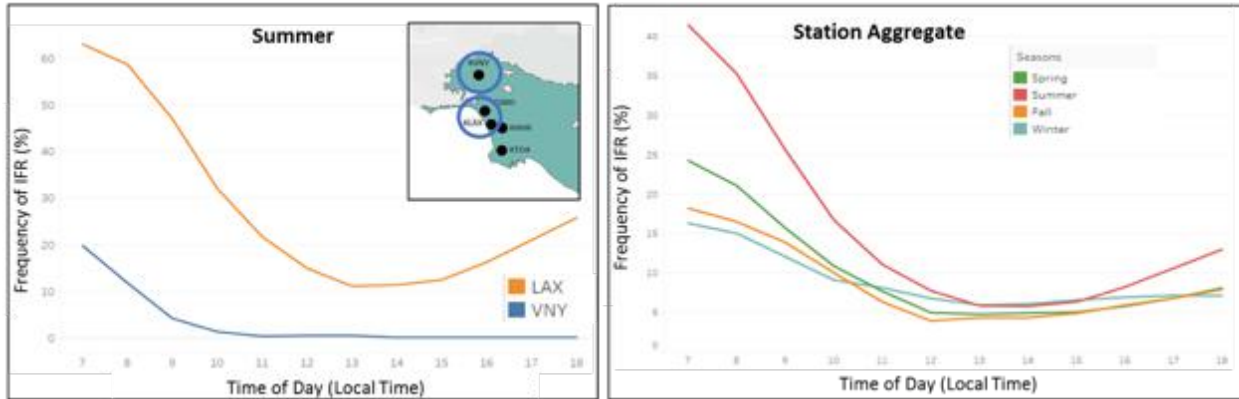 Summer
Frequency of IFR (%)
60
50
40
30
20
10
0
7 8 9 10 11 12 13 14 15 16 17 18
Time of Day (Local Time)
KVNY
KLAX
KTOA
LAX
VNY
Station Aggregate
Frequency of IFR (%)
40
35
30
25
20
15
10
5
0
7 8 9 10 11 12 13 14 15 16 17 18
Time of Day (Local Time)
Seasons
Spring
Summer
Fall
Winter